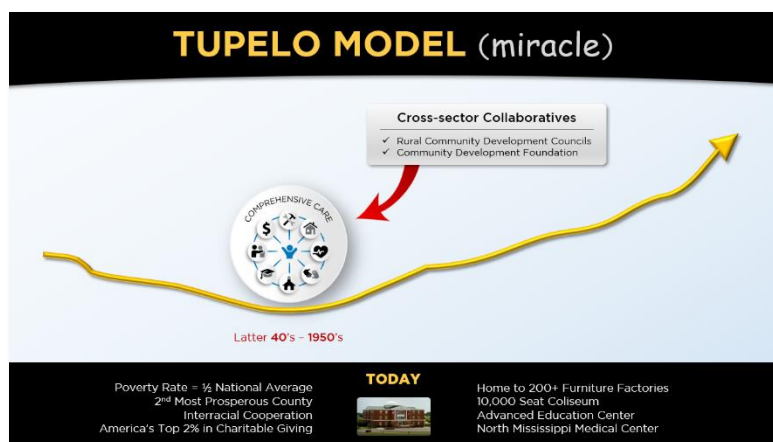 TUPELO MODEL (miracle)
Cross-sector Collaboratives
✓ Rural Community Development Councils
✓ Community Development Foundation
COMPREHENSIVE CARE
$
Latter 40's – 1950's
TODAY
Poverty Rate = ½ National Average
2nd Most Prosperous County
Interracial Cooperation
America's Top 2% in Charitable Giving
Home to 200+ Furniture Factories
10,000 Seat Coliseum
Advanced Education Center
North Mississippi Medical Center